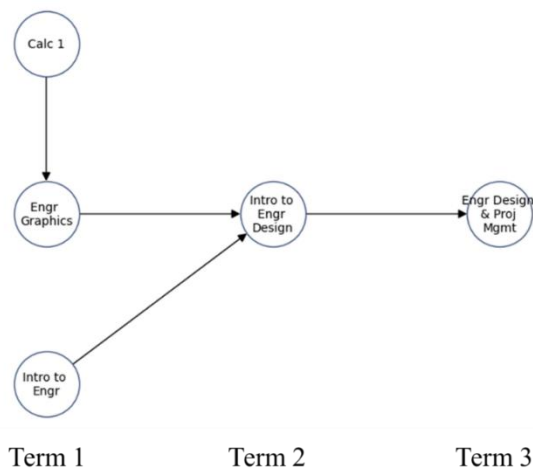 Calc 1
Engr
Graphics
Intro to
Engr
Design
Engr Design
& Proj
Mgmt
Intro to
Engr
Term 1
Term 2
Term 3